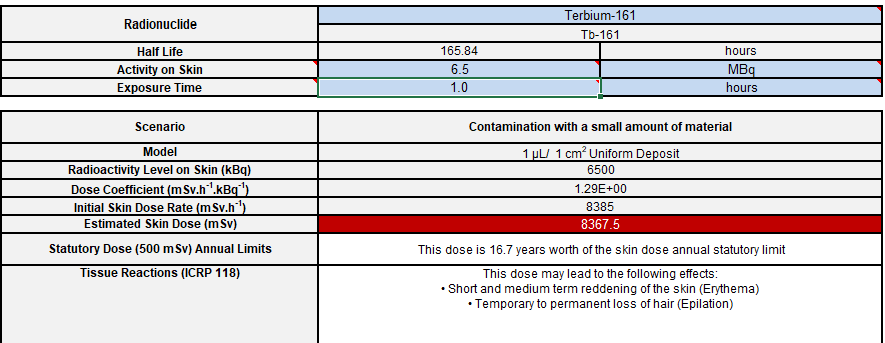 Radionuclide
Terbium-161
Tb-161
Half Life 165.84 hours
Activity on Skin 6.5 MBq
Exposure Time 1.0 hours
Scenario Contamination with a small amount of material
Model 1 µL/ 1 cm² Uniform Deposit
Radioactivity Level on Skin (kBq) 6500
Dose Coefficient (mSv.h⁻¹.kBq⁻¹) 1.29E+00
Initial Skin Dose Rate (mSv.h⁻¹) 8385
Estimated Skin Dose (mSv) 8367.5
Statutory Dose (500 mSv) Annual Limits This dose is 16.7 years worth of the skin dose annual statutory limit
Tissue Reactions (ICRP 118) This dose may lead to the following effects:
• Short and medium term reddening of the skin (Erythema)
• Temporary to permanent loss of hair (Epilation)